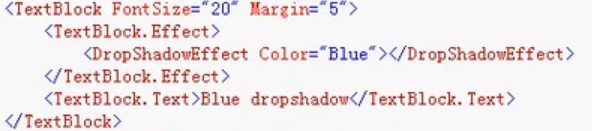 <TextBlock FontSize="20" Margin="5">
    <TextBlock.Effect>
        <DropShadowEffect Color="Blue"></DropShadowEffect>
    </TextBlock.Effect>
    <TextBlock.Text>Blue dropshadow</TextBlock.Text>
</TextBlock>